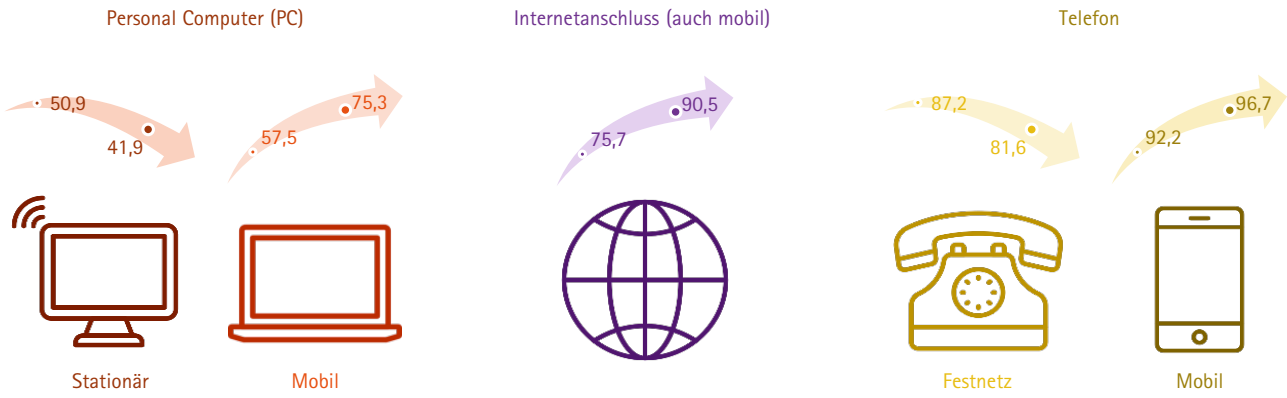 Personal Computer (PC)
Internetanschluss (auch mobil)
Telefon
50,9
41,9
57,5
75,3
75,7
90,5
87,2
81,6
92,2
96,7
Stationär
Mobil
Festnetz
Mobil